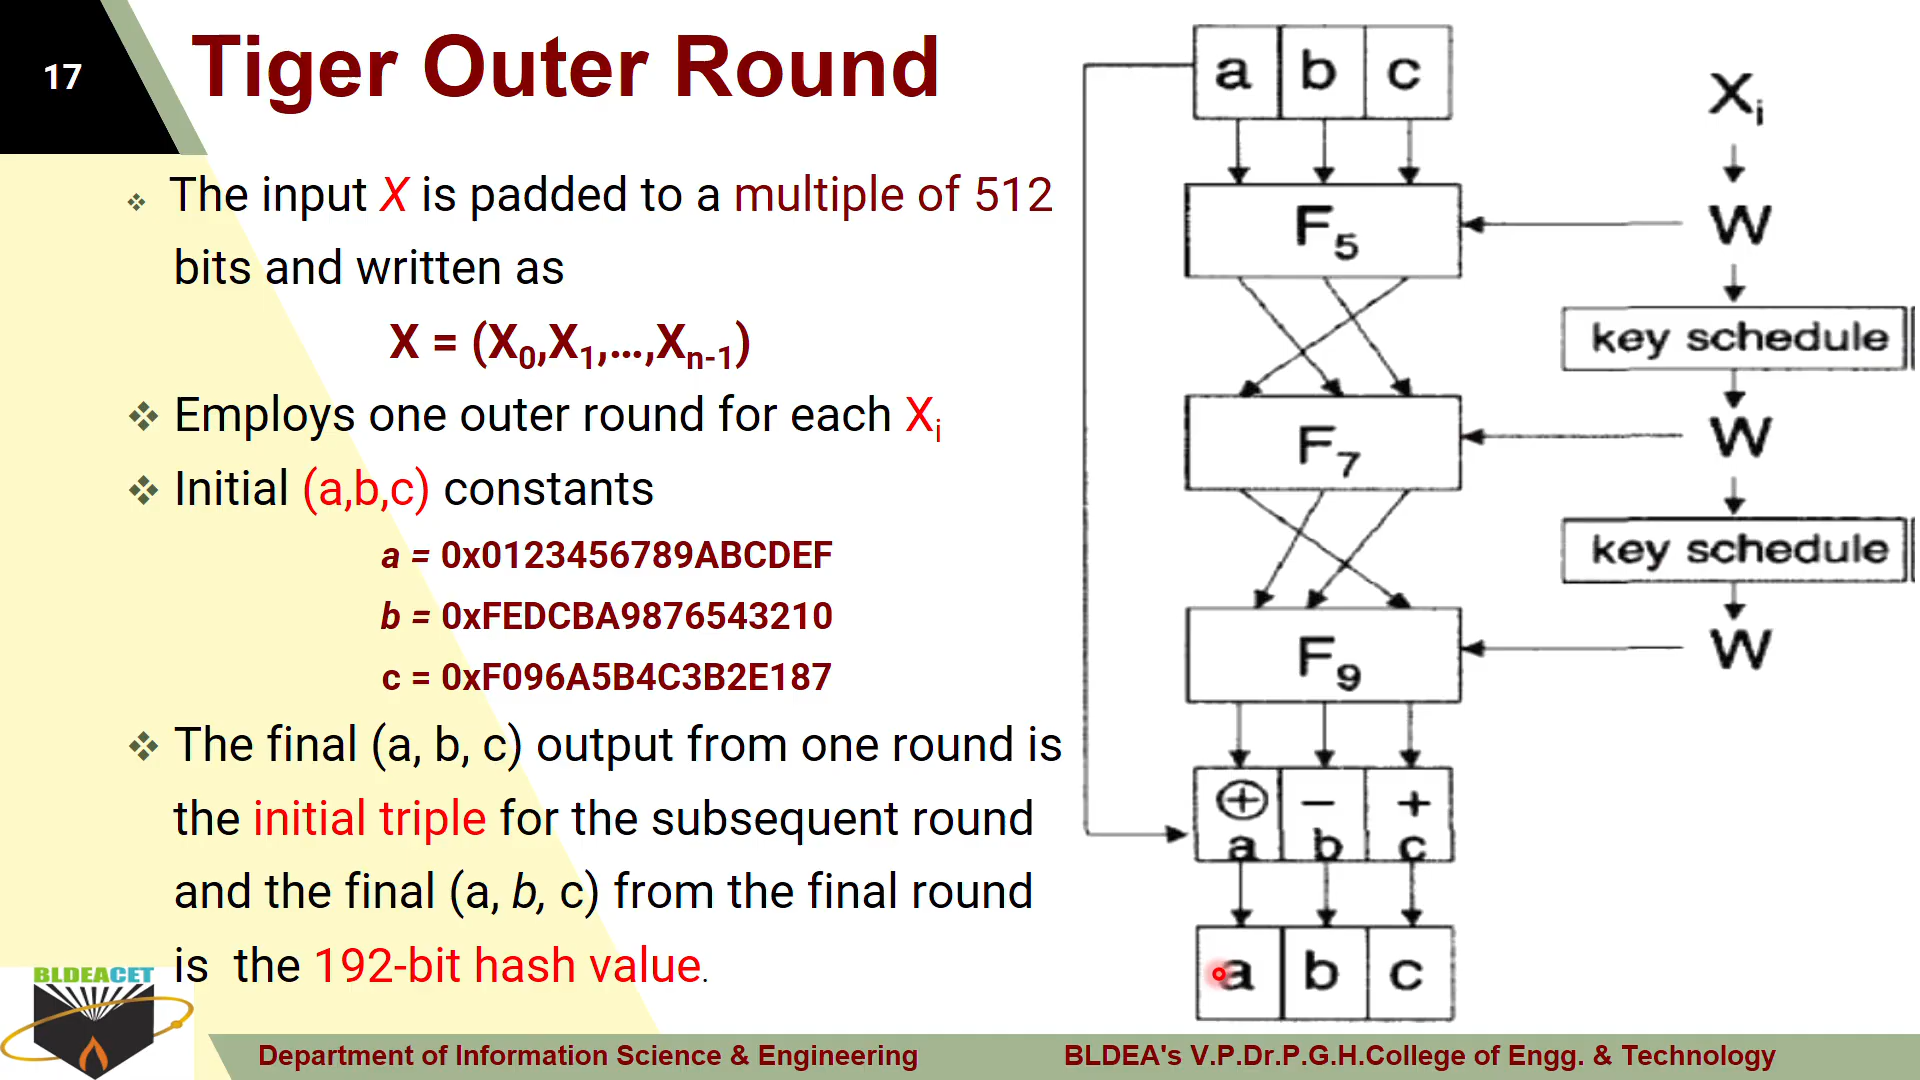 17
Tiger Outer Round
The input X is padded to a multiple of 512
bits and written as
X = (X0,X1,...,Xn-1)
Employs one outer round for each Xi
Initial (a,b,c) constants
a = 0x0123456789ABCDEF
b = 0xFEDCBA9876543210
c = 0xF096A5B4C3B2E187
The final (a, b, c) output from one round is
the initial triple for the subsequent round
and the final (a, b, c) from the final round
is the 192-bit hash value.
a b c
Xi
F5
W
key schedule
F7
W
key schedule
F9
W
⊕ − +
a b c
a b c
BLDEACET
Department of Information Science & Engineering
BLDEA's V.P.Dr.P.G.H.College of Engg. & Technology